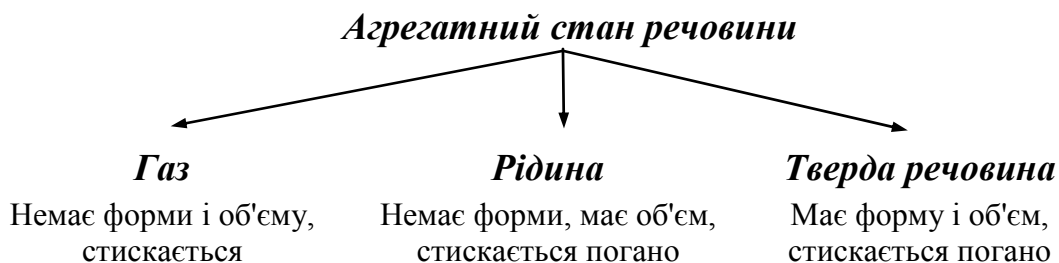 Агрегатний стан речовини
Газ
Немає форми і об'єму,
стискається
Рідина
Немає форми, має об'єм,
стискається погано
Тверда речовина
Має форму і об'єм,
стискається погано